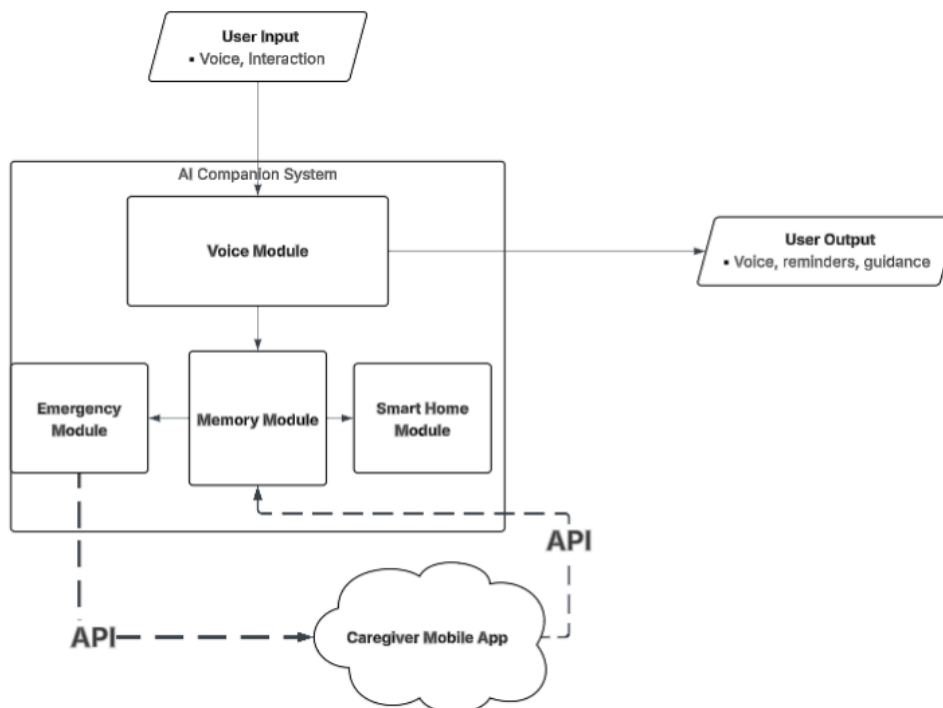 User Input
• Voice, Interaction
AI Companion System
Voice Module
User Output
• Voice, reminders, guidance
Emergency
Module
Memory Module
Smart Home
Module
API
API
Caregiver Mobile App